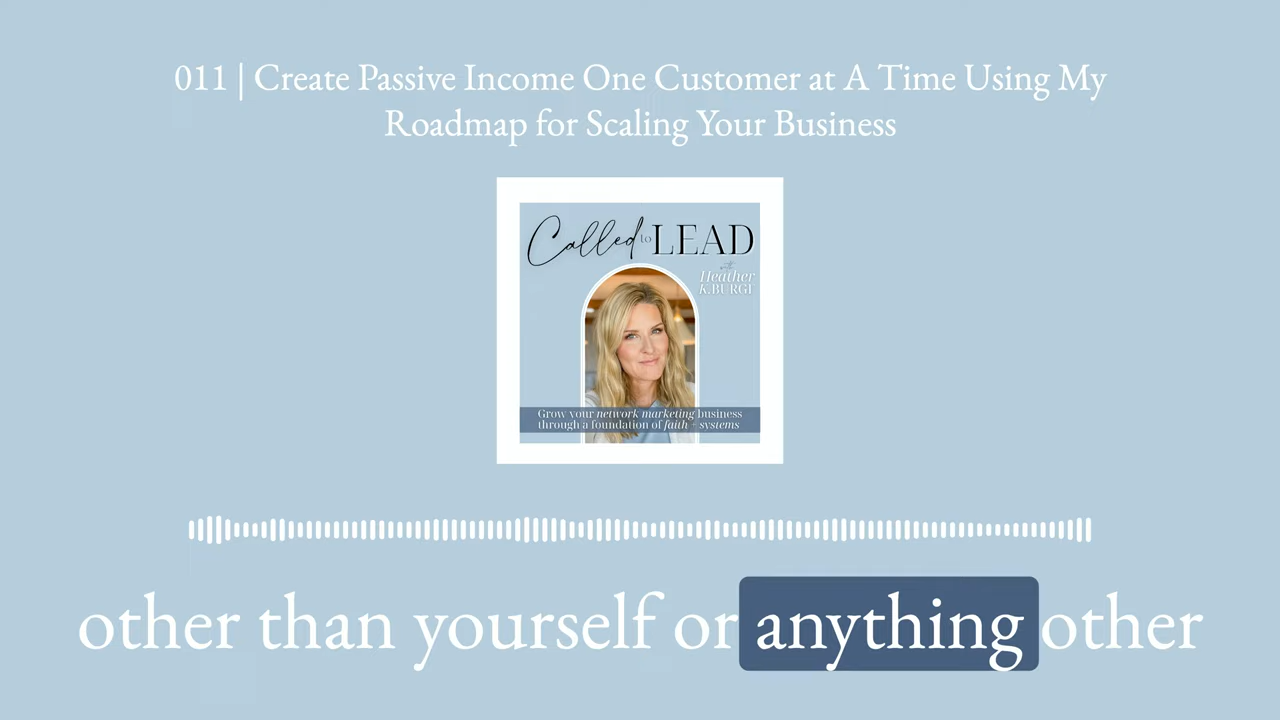 011 | Create Passive Income One Customer at A Time Using My
Roadmap for Scaling Your Business
Called to LEAD
with
Heather
K.BURGI
Grow your network marketing business
through a foundation of faith + systems
other than yourself or anything other